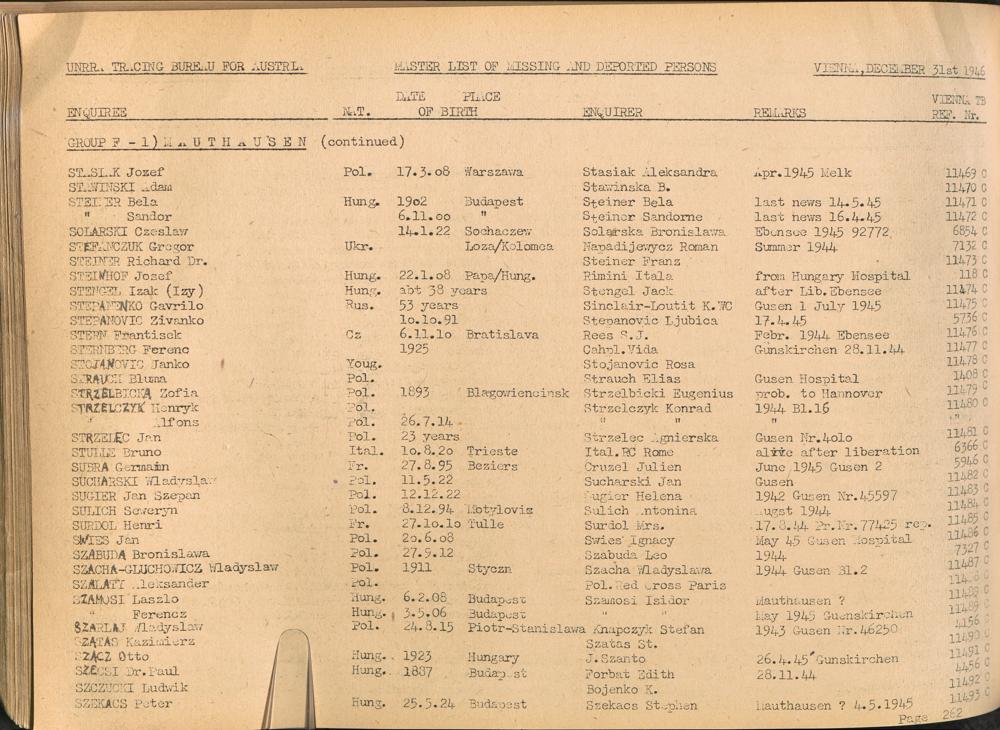 UNRRA TRACING BUREAU FOR AUSTRIA MASTER LIST OF MISSING AND DEPORTED PERSONS VIENNA, DECEMBER 31st 1946
DATE PLACE VIENNA TB
ENQUIREE NAT. OF BIRTH ENQUIRER REMARKS REF. Nr.
GROUP F - 1) M A U T H A U S E N (continued)
STASIAK Jozef Pol. 17.3.08 Warszawa Stasiak Aleksandra Apr.1945 Melk 11469 C
STAWINSKI Adam Stawinska B. 11470 C
STEINER Bela Hung. 1902 Budapest Steiner Bela last news 14.5.45 11471 C
" Sandor 6.11.00 " Steiner Sandorne last news 16.4.45 11472 C
SOLARSKI Czeslaw 14.1.22 Sochaczew Solarska Bronislawa Ebensee 1945 92772 6854 C
STEFANCZUK Gregor Ukr. Loza/Kolomea Napadijewycz Roman Summer 1944 7132 C
STEINER Richard Dr. Steiner Franz 11473 C
STEINHOF Josef Hung. 22.1.08 Papa/Hung. Rimini Itala from Hungary Hospital 118 C
STENGEL Izak (Izy) Hung. abt 38 years Stengel Jack after Lib.Ebensee 11474 C
STEPANENKO Gavrilo Rus. 53 years Sinclair-Loutit K.WC Gusen 1 July 1945 11475 C
STEPANOVIC Zivanko 10.10.91 Stepanovic Ljubica 17.4.45 5736 C
STERN Frantisek Cz 6.11.10 Bratislava Rees S.J. Febr. 1944 Ebensee 11476 C
STERNBERG Ferenc 1925 Cahpl.Vida Gunskirchen 28.11.44 11477 C
STOJANOVIC Janko Youg. Stojanovic Rosa 11478 C
STRAUCH Bluma Pol. Strauch Elias Gusen Hospital 1408 C
STRZELBICKA Zofia Pol. 1893 Blagowiencinsk Strzelbicki Eugenius prob. to Hannover 11479 C
STRZELCZYK Henryk Pol. Strzelczyk Konrad 1944 Bl.16 11480 C
" Alfons Pol. 26.7.14 " " " "
STRZELEC Jan Pol. 23 years Strzelec Agnierska Gusen Nr.4010 11481 C
STULLE Bruno Ital. 10.8.20 Trieste Ital.RC Rome alive after liberation 6366 C
SUBRA Germain Fr. 27.8.95 Beziers Cruzel Julien June 1945 Gusen 2 5946 C
SUCHARSKI Wladyslaw Pol. 11.5.22 Sucharski Jan Gusen 11482 C
SUGIER Jan Szepan Pol. 12.12.22 Sugier Helena 1942 Gusen Nr.45597 11483 C
SULICH Seweryn Pol. 8.12.94 Motylovis Sulich Antonina Augst 1944 11484 C
SURDOL Henri Fr. 27.10.10 Tulle Surdol Mrs. 17.8.44 Pr.Nr.77425 rep. 11485 C
SWIES Jan Pol. 20.6.08 Swies Ignacy May 45 Gusen Hospital 11486 C
SZABUDA Bronislawa Pol. 27.9.12 Szabuda Leo 1944 7327 C
SZACHA-GLUCHOWICZ Wladyslaw Pol. 1911 Styczn Szacha Wladyslawa 1944 Gusen Bl.2 11487 C
SZALATY Aleksander Pol. Pol.Red Cross Paris
SZAMOSI Laszlo Hung. 6.2.08 Budapest Szamosi Isidor Mauthausen ? 11489 C
" Ferencz Hung. 3.5.06 Budapest " " May 1945 Guenskirchen 11489 C
SZARLAJ Wladyslaw Pol. 24.8.15 Piotr-Stanislawa Knapczyk Stefan 1943 Gusen Nr.46250 4156 C
SZATAS Kazimierz Szatas St. 11490 C
SZACZ Otto Hung. 1923 Hungary J.Szanto 26.4.45 Gunskirchen 11491 C
SZECSI Dr.Paul Hung. 1887 Budapest Forbat Edith 28.11.44 4456 C
SZCZUCKI Ludwik Bojenko K. 11492 C
SZEKACS Peter Hung. 25.5.24 Budapest Szekacs Stephen Mauthausen ? 4.5.1945 11493 C
Page 262